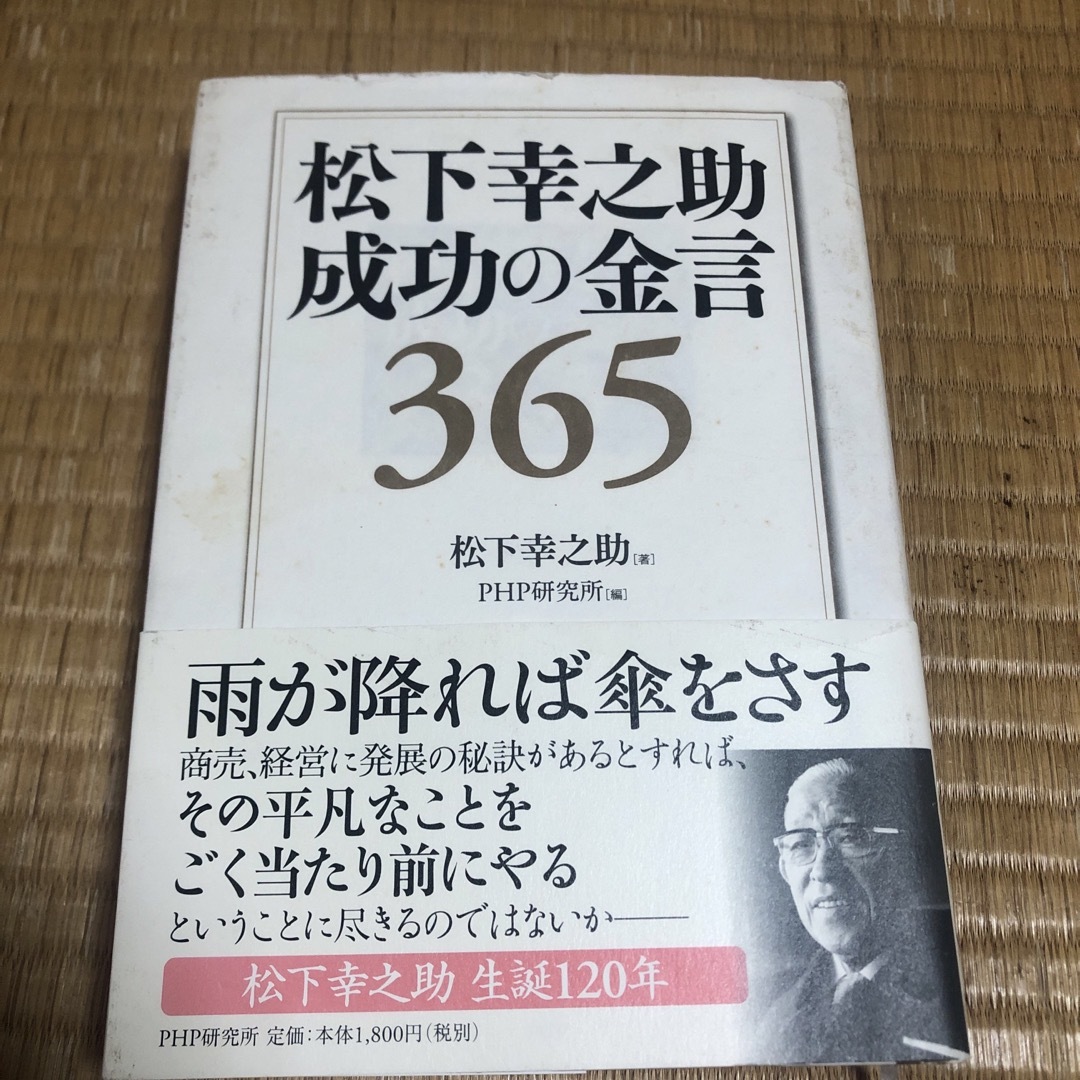 松下幸之助
成功の金言
365
松下幸之助[著]
PHP研究所[編]
雨が降れば傘をさす
商売、経営に発展の秘訣があるとすれば、
その平凡なことを
ごく当たり前にやる
ということに尽きるのではないか――
松下幸之助 生誕120年
PHP研究所 定価:本体1,800円(税別)